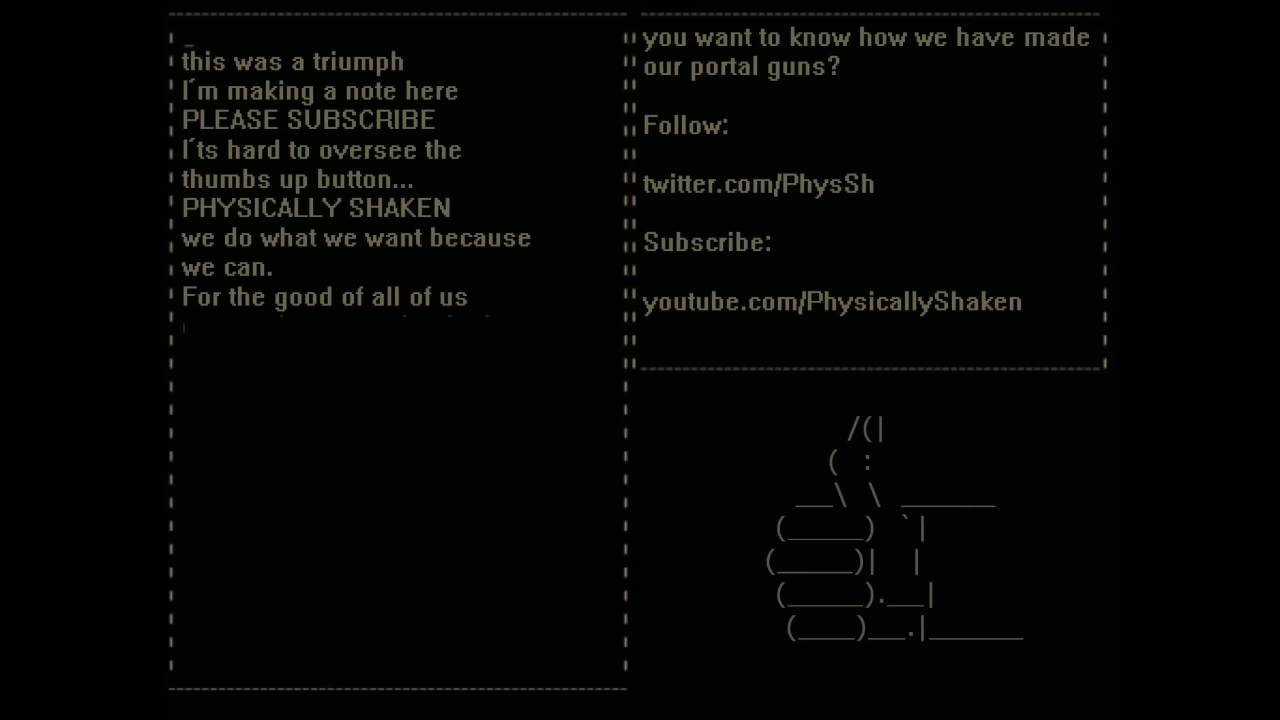 this was a triumph
I´m making a note here
PLEASE SUBSCRIBE
I´ts hard to oversee the
thumbs up button...
PHYSICALLY SHAKEN
we do what we want because
we can.
For the good of all of us
you want to know how we have made
our portal guns?
Follow:
twitter.com/PhysSh
Subscribe:
youtube.com/PhysicallyShaken